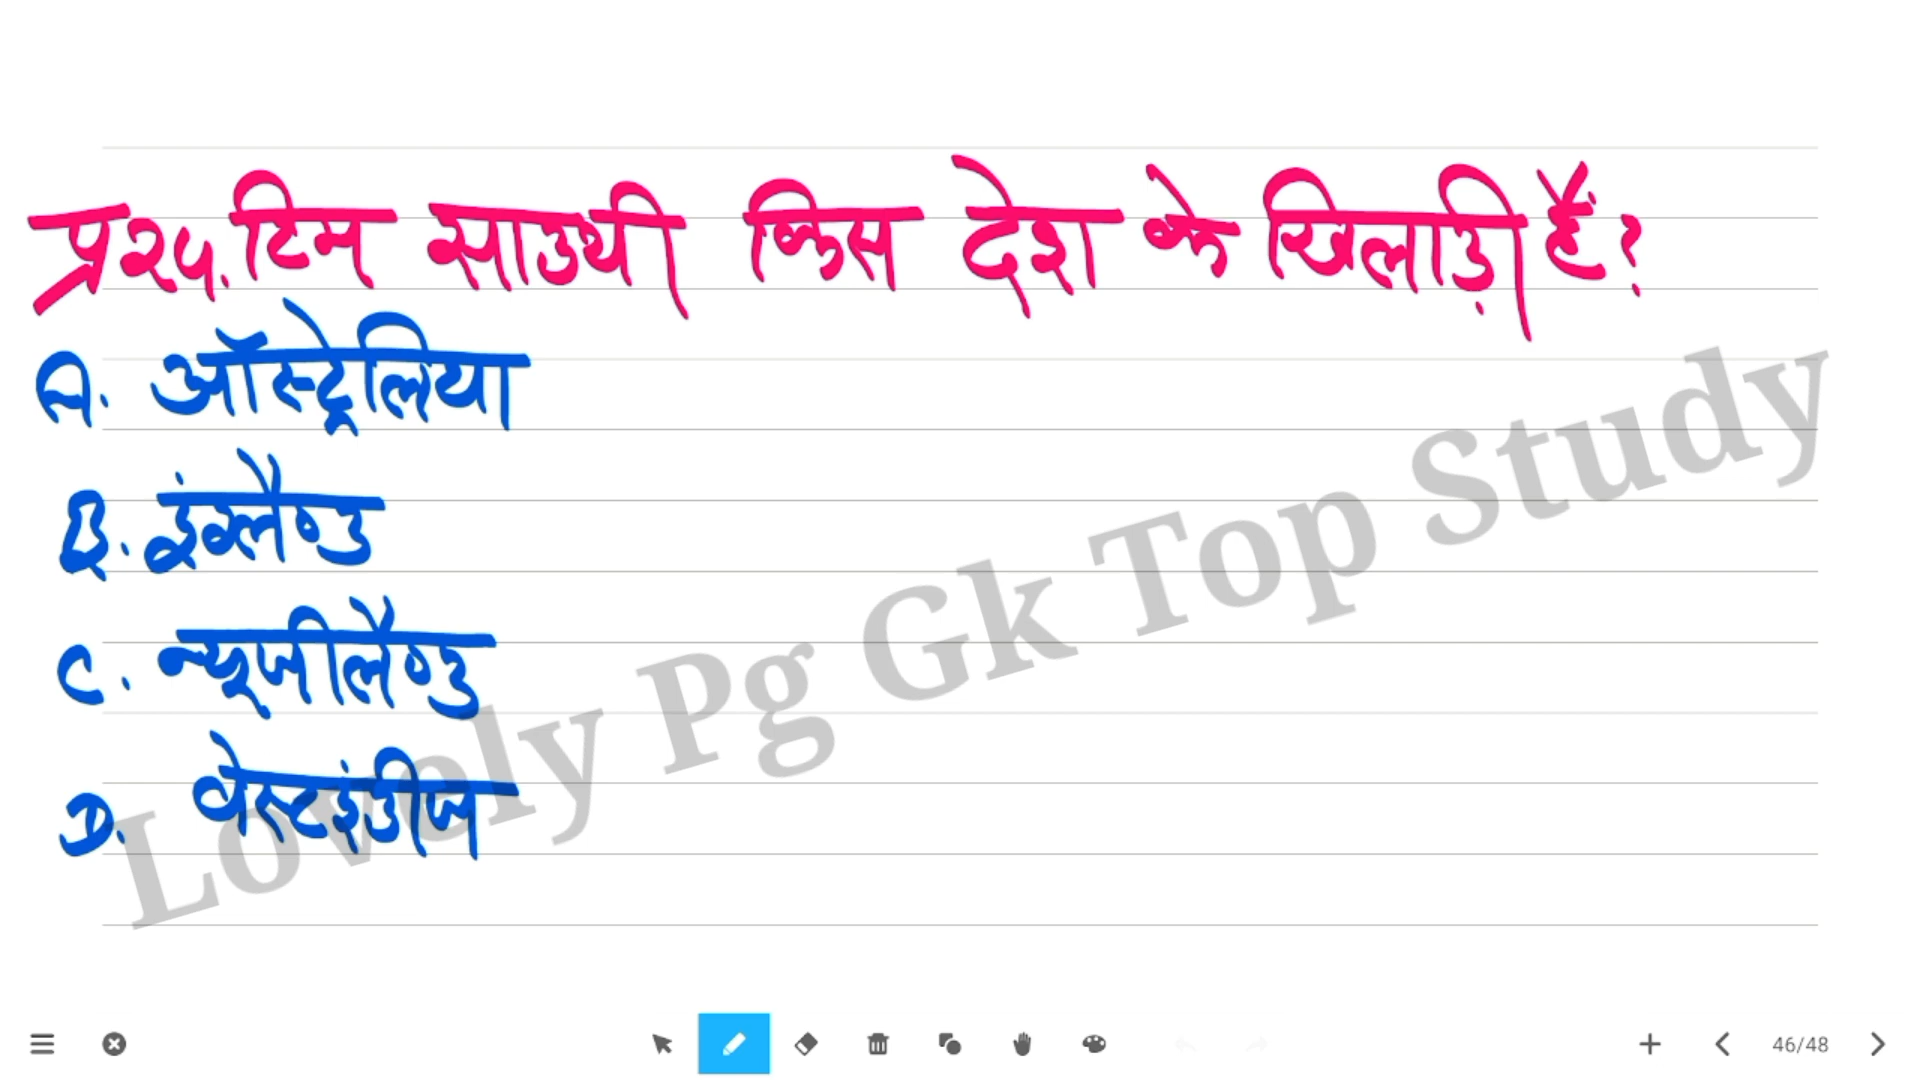 प्र२५. टिम साउथी किस देश के खिलाड़ी हैं?
A. ऑस्ट्रेलिया
B. इंग्लैण्ड
C. न्यूजीलैण्ड
D. वेस्टइंडीज
Lovely Pg Gk Top Study
46/48